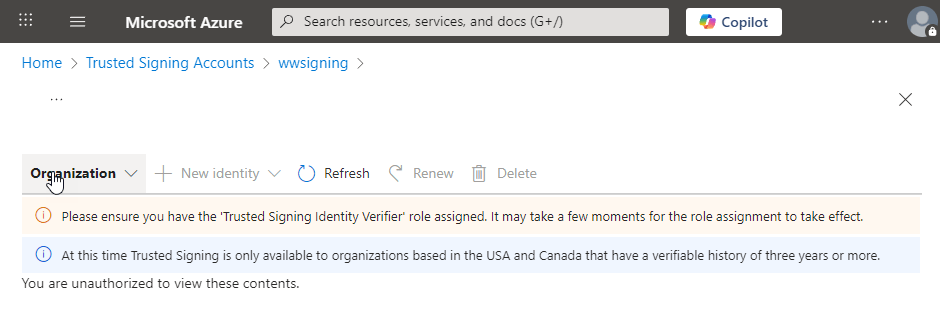 Microsoft Azure
Search resources, services, and docs (G+/)
Copilot
...
Home > Trusted Signing Accounts > wwsigning >
...
Organization
New identity
Refresh
Renew
Delete
Please ensure you have the 'Trusted Signing Identity Verifier' role assigned. It may take a few moments for the role assignment to take effect.
At this time Trusted Signing is only available to organizations based in the USA and Canada that have a verifiable history of three years or more.
You are unauthorized to view these contents.